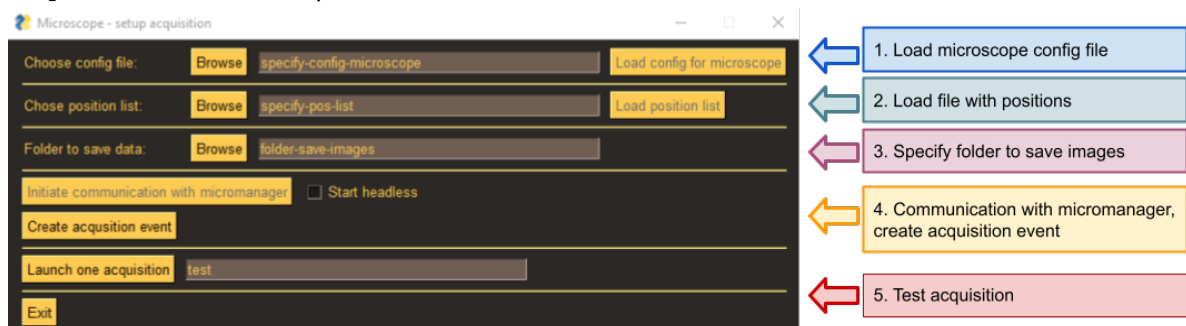 Microscope - setup acquisition
Choose config file: Browse specify-config-microscope Load config for microscope
1. Load microscope config file
Chose position list: Browse specify-pos-list Load position list
2. Load file with positions
Folder to save data: Browse folder-save-images
3. Specify folder to save images
Initiate communication with micromanager Start headless
Create acqusition event
4. Communication with micromanager,
create acquisition event
Launch one acquisition test
5. Test acquisition
Exit